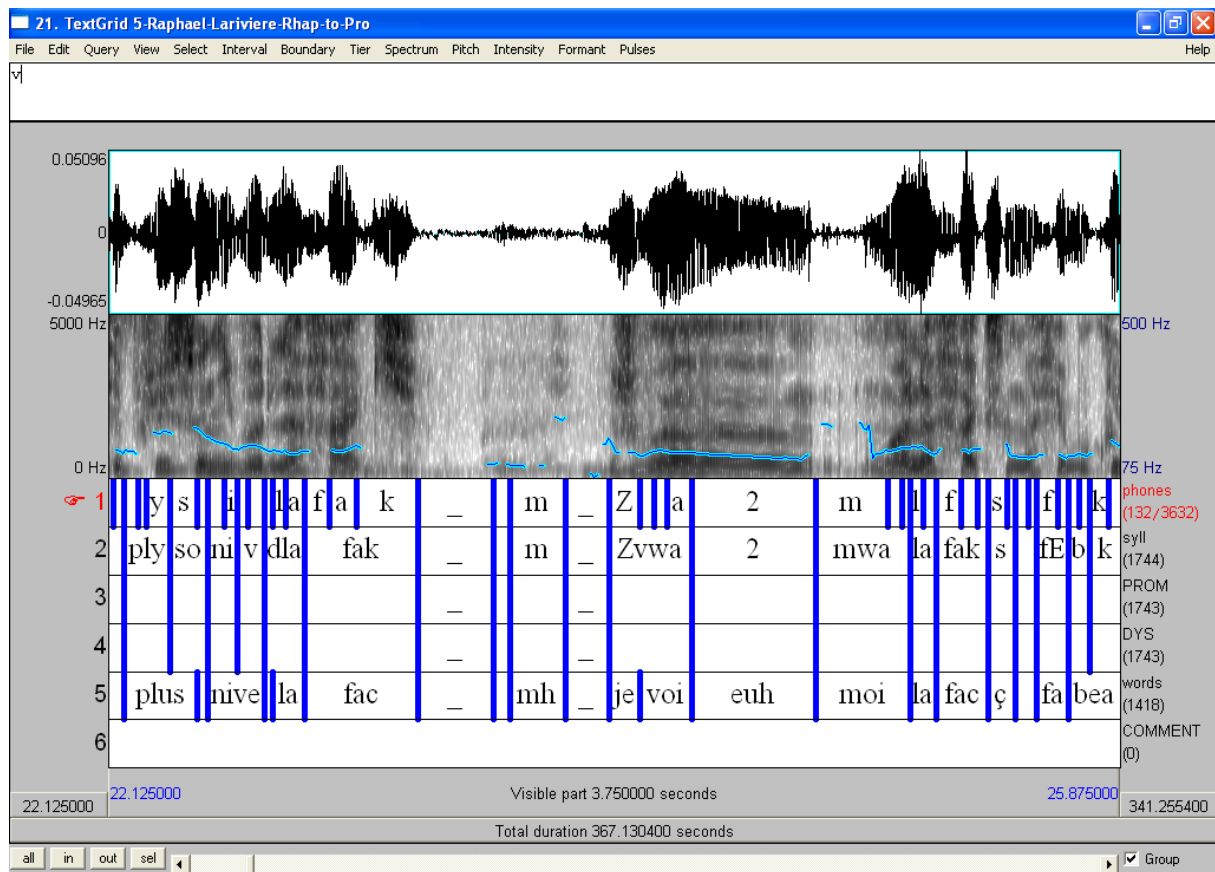 21. TextGrid 5-Raphael-Lariviere-Rhap-to-Pro
File Edit Query View Select Interval Boundary Tier Spectrum Pitch Intensity Formant Pulses Help
v
0.05096
0
-0.04965
5000 Hz 500 Hz
0 Hz 75 Hz
1 y s i l a f a k _ m _ Z a 2 m l f s f k phones (132/3632)
2 ply so ni v dla fak _ m _ Zvwa 2 mwa la fak s fE b k syll (1744)
3 _ _ PROM (1743)
4 _ _ DYS (1743)
5 plus nive la fac _ mh _ je voi euh moi la fac ç fa bea words (1418)
6 COMMENT (0)
22.125000 22.125000 Visible part 3.750000 seconds 25.875000 341.255400
Total duration 367.130400 seconds
all in out sel Group